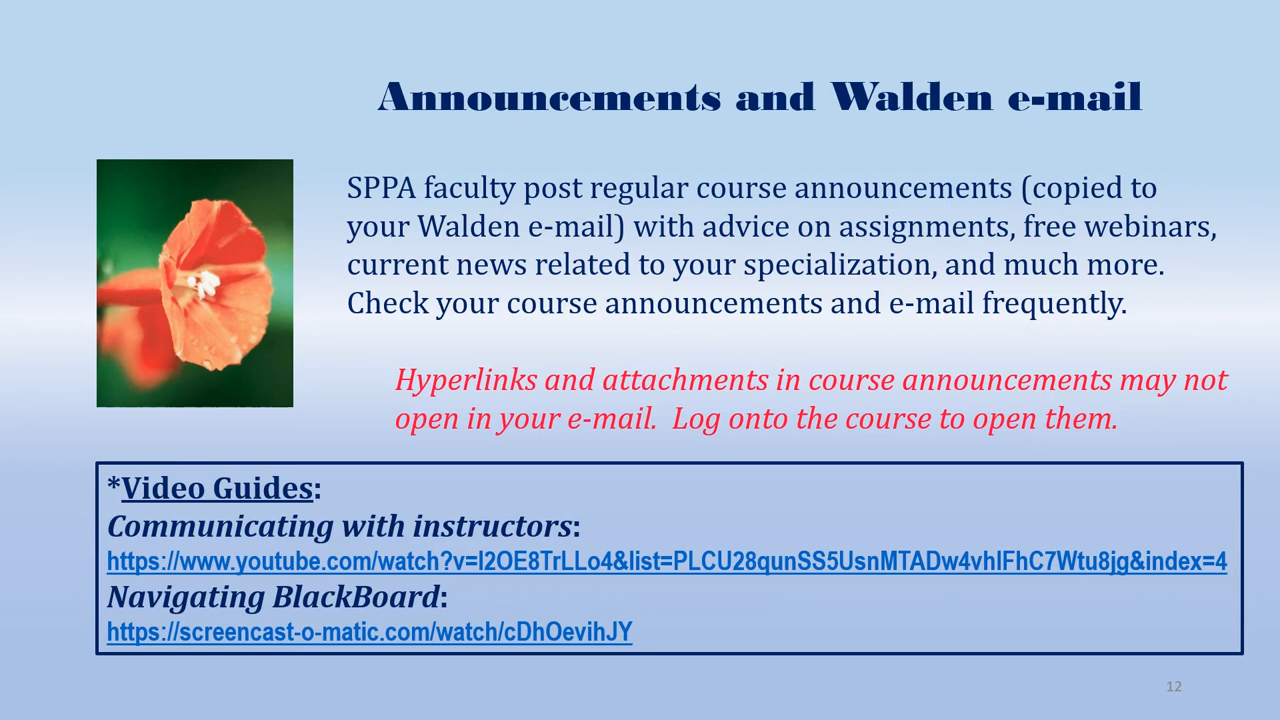 Announcements and Walden e-mail
SPPA faculty post regular course announcements (copied to
your Walden e-mail) with advice on assignments, free webinars,
current news related to your specialization, and much more.
Check your course announcements and e-mail frequently.
Hyperlinks and attachments in course announcements may not
open in your e-mail.  Log onto the course to open them.
*Video Guides:
Communicating with instructors:
https://www.youtube.com/watch?v=I2OE8TrLLo4&list=PLCU28qunSS5UsnMTADw4vhlFhC7Wtu8jg&index=4
Navigating BlackBoard:
https://screencast-o-matic.com/watch/cDhOevihJY
12